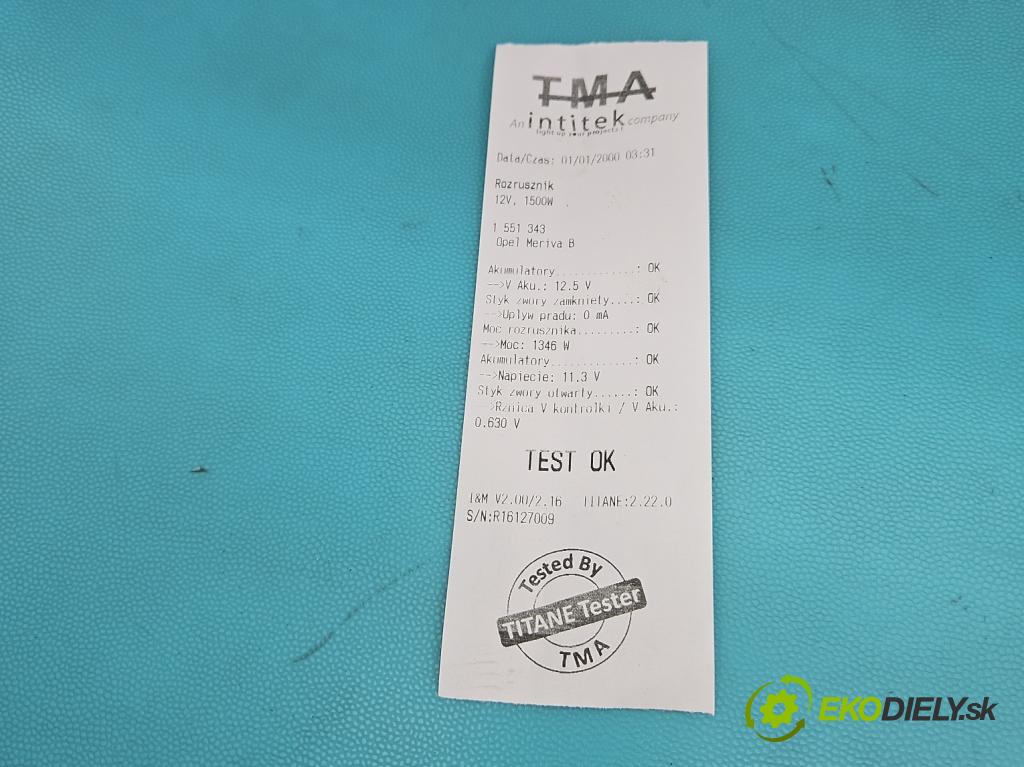 TMA
An intitek company
light up your projects !
Data/Czas: 01/01/2000 03:31
Rozrusznik
12V, 1500W .
1 551 343
Opel Meriva B
Akumulatory.............: OK
-->V Aku.: 12.5 V
Styk zwory zamkniety....: OK
-->Uplyw pradu: 0 mA
Moc rozrusznika.........: OK
-->Moc: 1346 W
Akumulatory.............: OK
-->Napiecie: 11.3 V
Styk zwory otwarty......: OK
-->Rznica V kontrolki / V Aku.:
0.630 V
TEST OK
I&M V2.00/2.16 TITANE:2.22.0
S/N:R16127009
Tested By
TITANE Tester
TMA
EKODIELY.sk